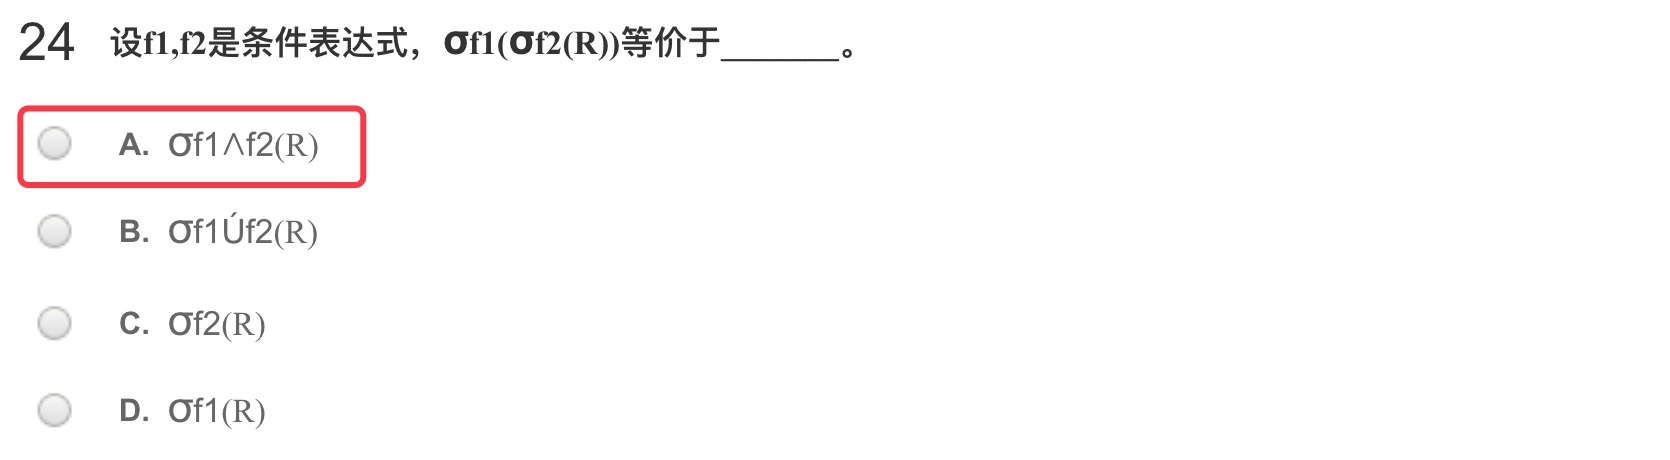 24 设f1,f2是条件表达式，σf1(σf2(R))等价于_______。
A. σf1∧f2(R)
B. σf1Úf2(R)
C. σf2(R)
D. σf1(R)